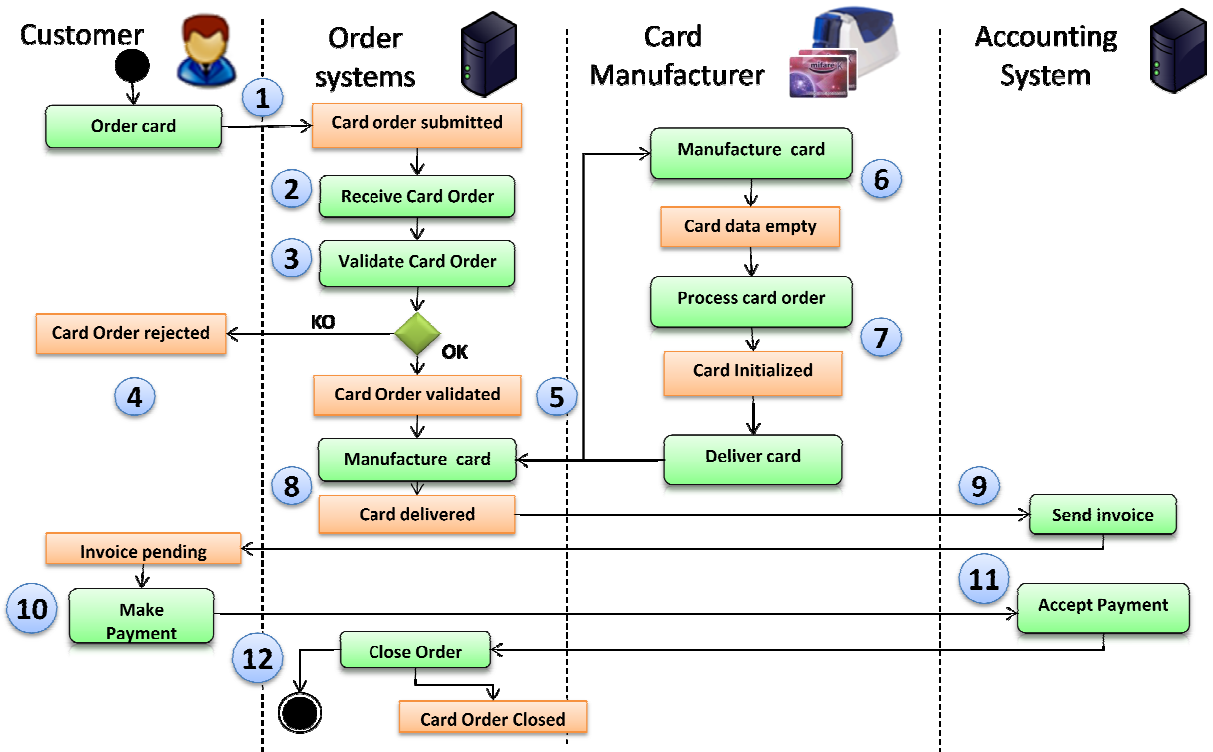 Customer
Order
systems
Card
Manufacturer
Accounting
System
mifare
1
Order card
Card order submitted
Manufacture card
2
Receive Card Order
6
Card data empty
3
Validate Card Order
Process card order
Card Order rejected
KO
OK
7
Card Initialized
4
Card Order validated
5
Manufacture card
Deliver card
8
Card delivered
9
Send invoice
Invoice pending
10
Make
Payment
11
Accept Payment
12
Close Order
Card Order Closed